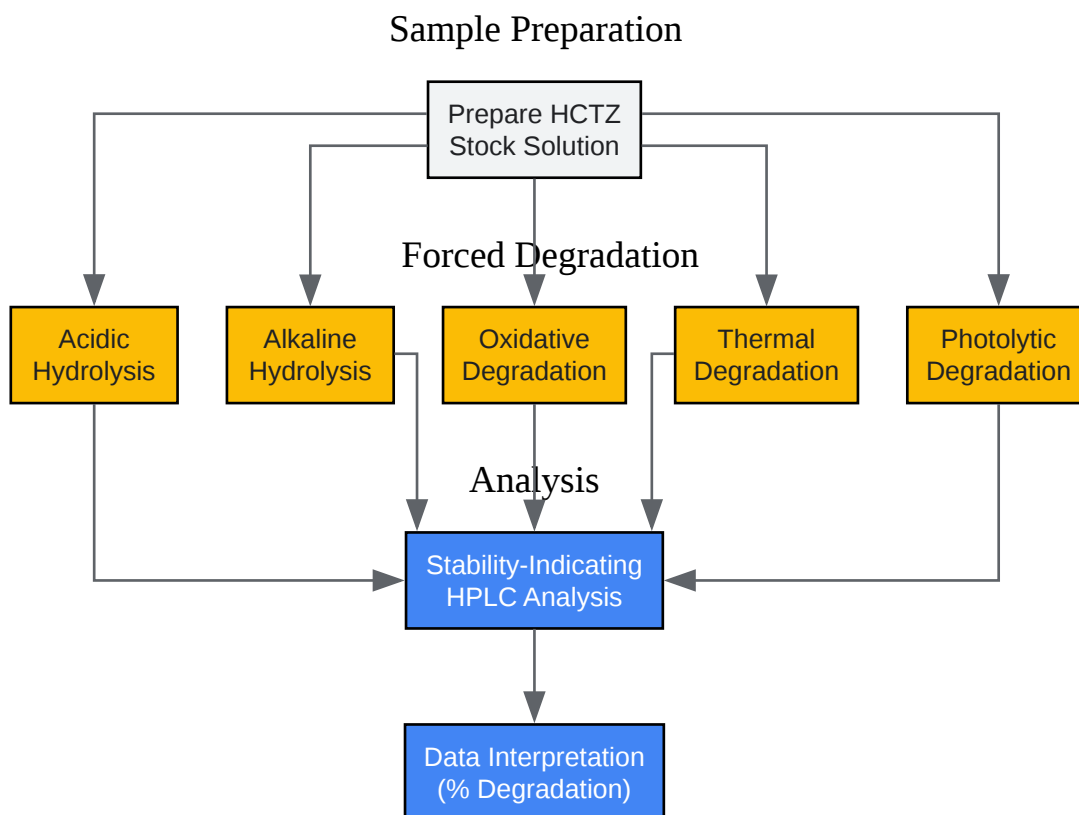 Sample Preparation
Prepare HCTZ
Stock Solution
Forced Degradation
Acidic
Hydrolysis
Alkaline
Hydrolysis
Oxidative
Degradation
Thermal
Degradation
Photolytic
Degradation
Analysis
Stability-Indicating
HPLC Analysis
Data Interpretation
(% Degradation)